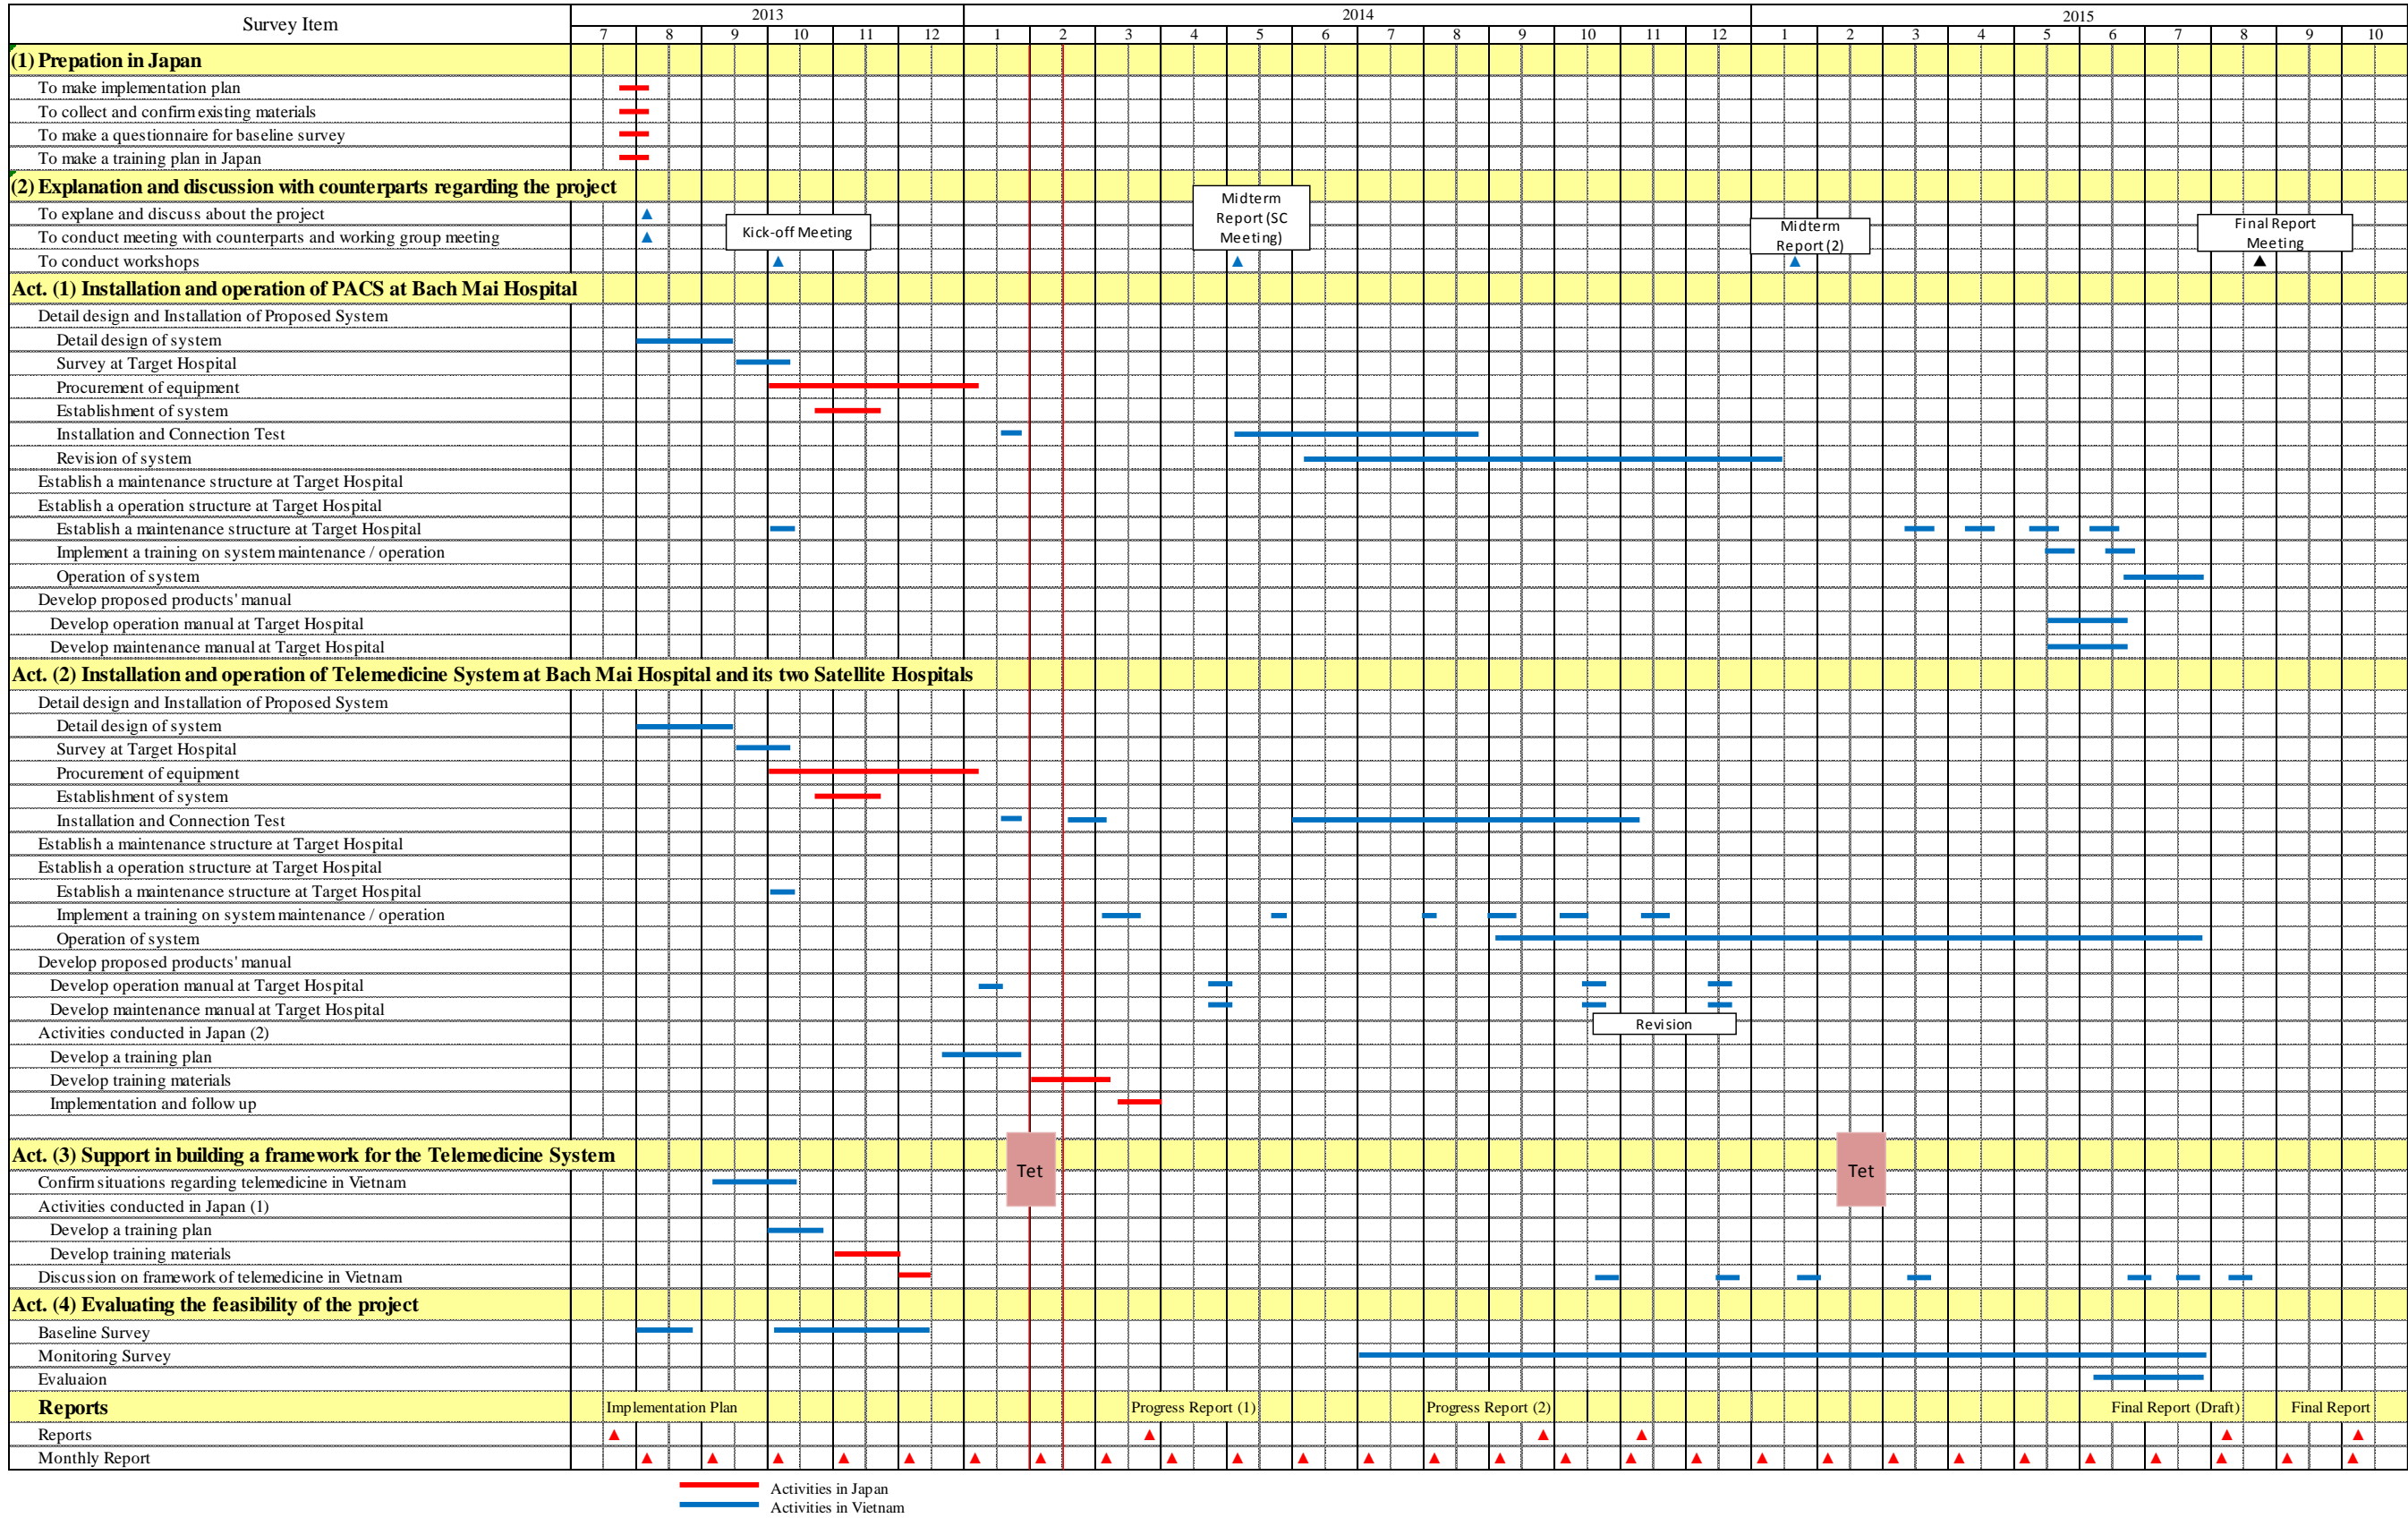 Survey Item
2013
2014
2015
7 8 9 10 11 12 1 2 3 4 5 6 7 8 9 10 11 12 1 2 3 4 5 6 7 8 9 10
(1) Prepation in Japan
To make implementation plan
To collect and confirm existing materials
To make a questionnaire for baseline survey
To make a training plan in Japan
(2) Explanation and discussion with counterparts regarding the project
To explane and discuss about the project
To conduct meeting with counterparts and working group meeting
To conduct workshops
Kick-off Meeting
Midterm
Report (SC
Meeting)
Midterm
Report (2)
Final Report
Meeting
Act. (1) Installation and operation of PACS at Bach Mai Hospital
Detail design and Installation of Proposed System
Detail design of system
Survey at Target Hospital
Procurement of equipment
Establishment of system
Installation and Connection Test
Revision of system
Establish a maintenance structure at Target Hospital
Establish a operation structure at Target Hospital
Establish a maintenance structure at Target Hospital
Implement a training on system maintenance / operation
Operation of system
Develop proposed products' manual
Develop operation manual at Target Hospital
Develop maintenance manual at Target Hospital
Act. (2) Installation and operation of Telemedicine System at Bach Mai Hospital and its two Satellite Hospitals
Detail design and Installation of Proposed System
Detail design of system
Survey at Target Hospital
Procurement of equipment
Establishment of system
Installation and Connection Test
Establish a maintenance structure at Target Hospital
Establish a operation structure at Target Hospital
Establish a maintenance structure at Target Hospital
Implement a training on system maintenance / operation
Operation of system
Develop proposed products' manual
Develop operation manual at Target Hospital
Develop maintenance manual at Target Hospital
Revision
Activities conducted in Japan (2)
Develop a training plan
Develop training materials
Implementation and follow up
Act. (3) Support in building a framework for the Telemedicine System
Tet
Tet
Confirm situations regarding telemedicine in Vietnam
Activities conducted in Japan (1)
Develop a training plan
Develop training materials
Discussion on framework of telemedicine in Vietnam
Act. (4) Evaluating the feasibility of the project
Baseline Survey
Monitoring Survey
Evaluaion
Reports
Implementation Plan
Progress Report (1)
Progress Report (2)
Final Report (Draft)
Final Report
Reports
Monthly Report
Activities in Japan
Activities in Vietnam